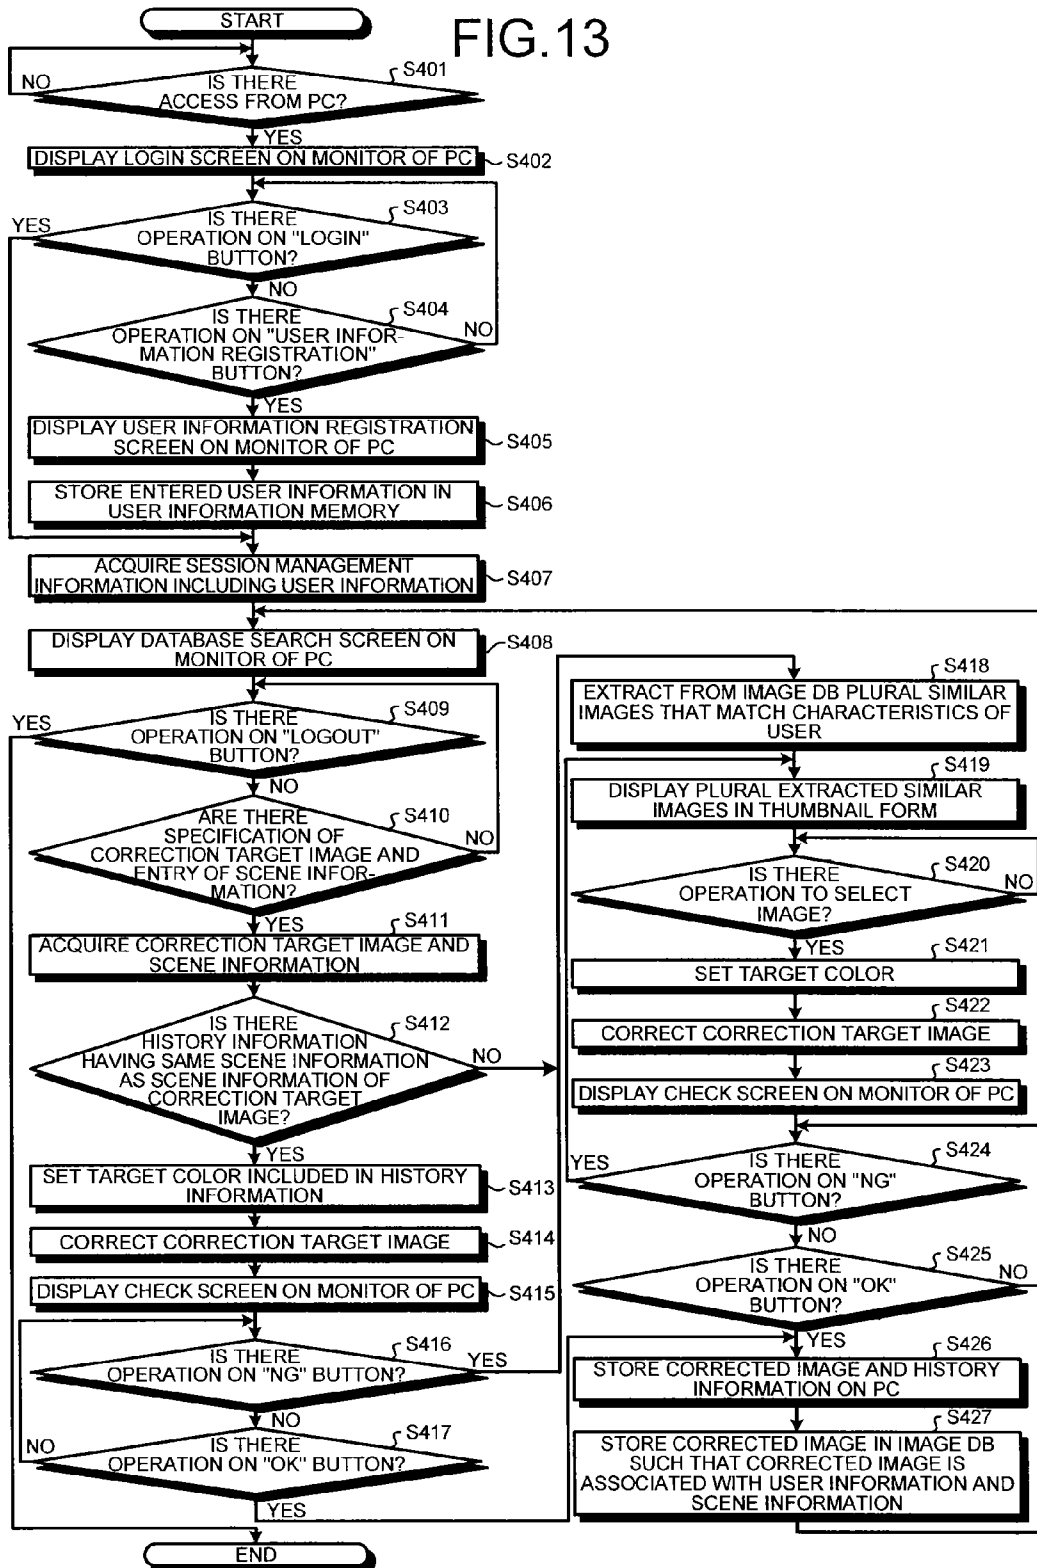 START
FIG.13
S401
NO
IS THERE
ACCESS FROM PC?
YES
DISPLAY LOGIN SCREEN ON MONITOR OF PC
S402
S403
YES
IS THERE
OPERATION ON "LOGIN"
BUTTON?
NO
S404
IS THERE
OPERATION ON "USER INFOR-
MATION REGISTRATION"
BUTTON?
NO
YES
DISPLAY USER INFORMATION REGISTRATION
SCREEN ON MONITOR OF PC
S405
STORE ENTERED USER INFORMATION IN
USER INFORMATION MEMORY
S406
ACQUIRE SESSION MANAGEMENT
INFORMATION INCLUDING USER INFORMATION
S407
DISPLAY DATABASE SEARCH SCREEN ON
MONITOR OF PC
S408
S409
YES
IS THERE
OPERATION ON "LOGOUT"
BUTTON?
NO
S410
ARE THERE
SPECIFICATION OF
CORRECTION TARGET IMAGE AND
ENTRY OF SCENE INFOR-
MATION?
NO
YES
S411
ACQUIRE CORRECTION TARGET IMAGE AND
SCENE INFORMATION
S412
IS THERE
HISTORY INFORMATION
HAVING SAME SCENE INFORMATION
AS SCENE INFORMATION OF
CORRECTION TARGET
IMAGE?
NO
YES
SET TARGET COLOR INCLUDED IN HISTORY
INFORMATION
S413
CORRECT CORRECTION TARGET IMAGE
S414
DISPLAY CHECK SCREEN ON MONITOR OF PC
S415
S416
IS THERE
OPERATION ON "NG" BUTTON?
YES
NO
S417
NO
IS THERE
OPERATION ON "OK" BUTTON?
YES
END
S418
EXTRACT FROM IMAGE DB PLURAL SIMILAR
IMAGES THAT MATCH CHARACTERISTICS OF
USER
S419
DISPLAY PLURAL EXTRACTED SIMILAR
IMAGES IN THUMBNAIL FORM
S420
IS THERE
OPERATION TO SELECT
IMAGE?
NO
YES
S421
SET TARGET COLOR
S422
CORRECT CORRECTION TARGET IMAGE
S423
DISPLAY CHECK SCREEN ON MONITOR OF PC
S424
YES
IS THERE
OPERATION ON "NG"
BUTTON?
NO
S425
IS THERE
OPERATION ON "OK"
BUTTON?
NO
YES
S426
STORE CORRECTED IMAGE AND HISTORY
INFORMATION ON PC
S427
STORE CORRECTED IMAGE IN IMAGE DB
SUCH THAT CORRECTED IMAGE IS
ASSOCIATED WITH USER INFORMATION AND
SCENE INFORMATION